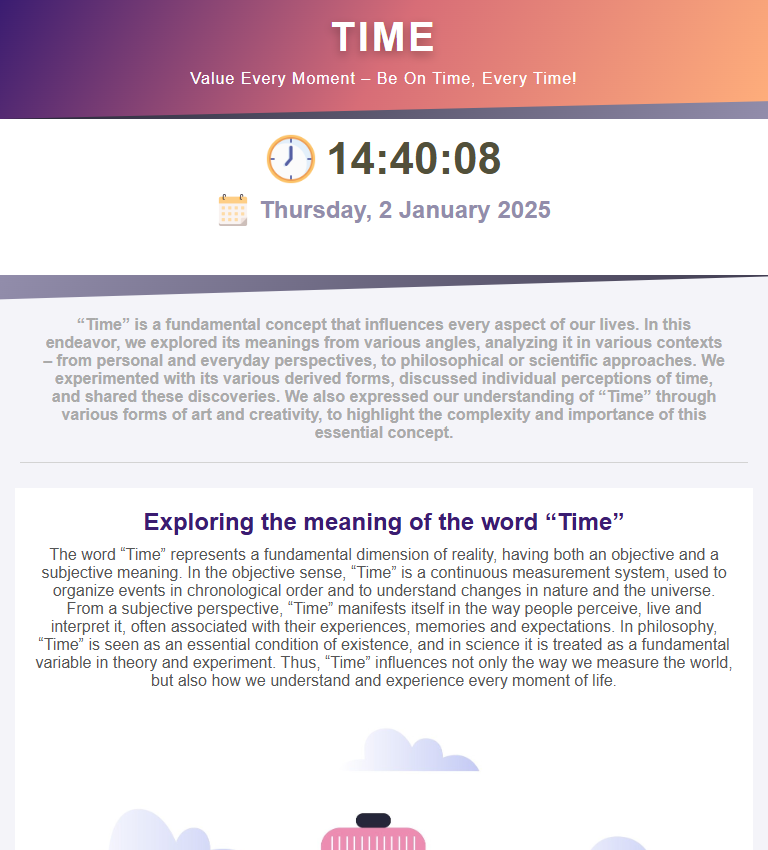 TIME
Value Every Moment – Be On Time, Every Time!
14:40:08
Thursday, 2 January 2025
“Time” is a fundamental concept that influences every aspect of our lives. In this
endeavor, we explored its meanings from various angles, analyzing it in various contexts
– from personal and everyday perspectives, to philosophical or scientific approaches. We
experimented with its various derived forms, discussed individual perceptions of time,
and shared these discoveries. We also expressed our understanding of “Time” through
various forms of art and creativity, to highlight the complexity and importance of this
essential concept.
Exploring the meaning of the word “Time”
The word “Time” represents a fundamental dimension of reality, having both an objective and a
subjective meaning. In the objective sense, “Time” is a continuous measurement system, used to
organize events in chronological order and to understand changes in nature and the universe.
From a subjective perspective, “Time” manifests itself in the way people perceive, live and
interpret it, often associated with their experiences, memories and expectations. In philosophy,
“Time” is seen as an essential condition of existence, and in science it is treated as a fundamental
variable in theory and experiment. Thus, “Time” influences not only the way we measure the world,
but also how we understand and experience every moment of life.